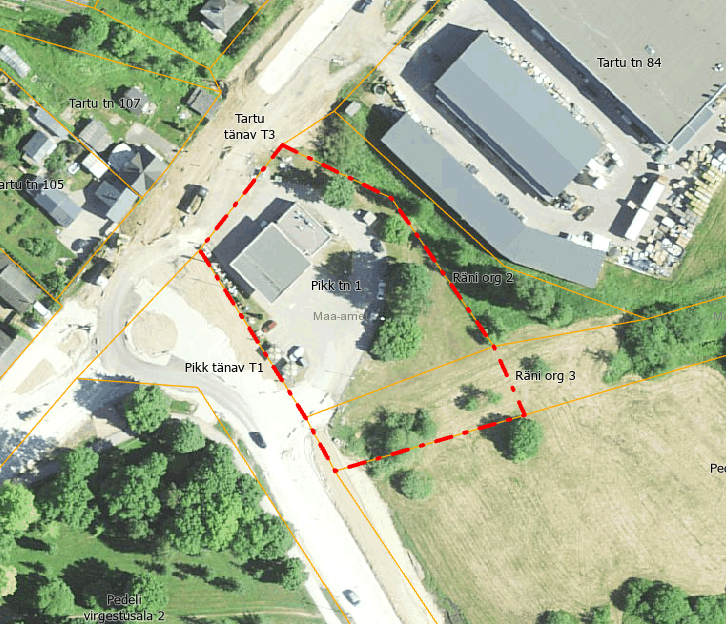 Tartu tn 84
Tartu tn 107
Tartu
tänav T3
artu tn 105
Räni org 2
Pikk tn 1
Maa-ame
Pikk tänav T1
Räni org 3
Pe
Pedeli
virgestusala 2